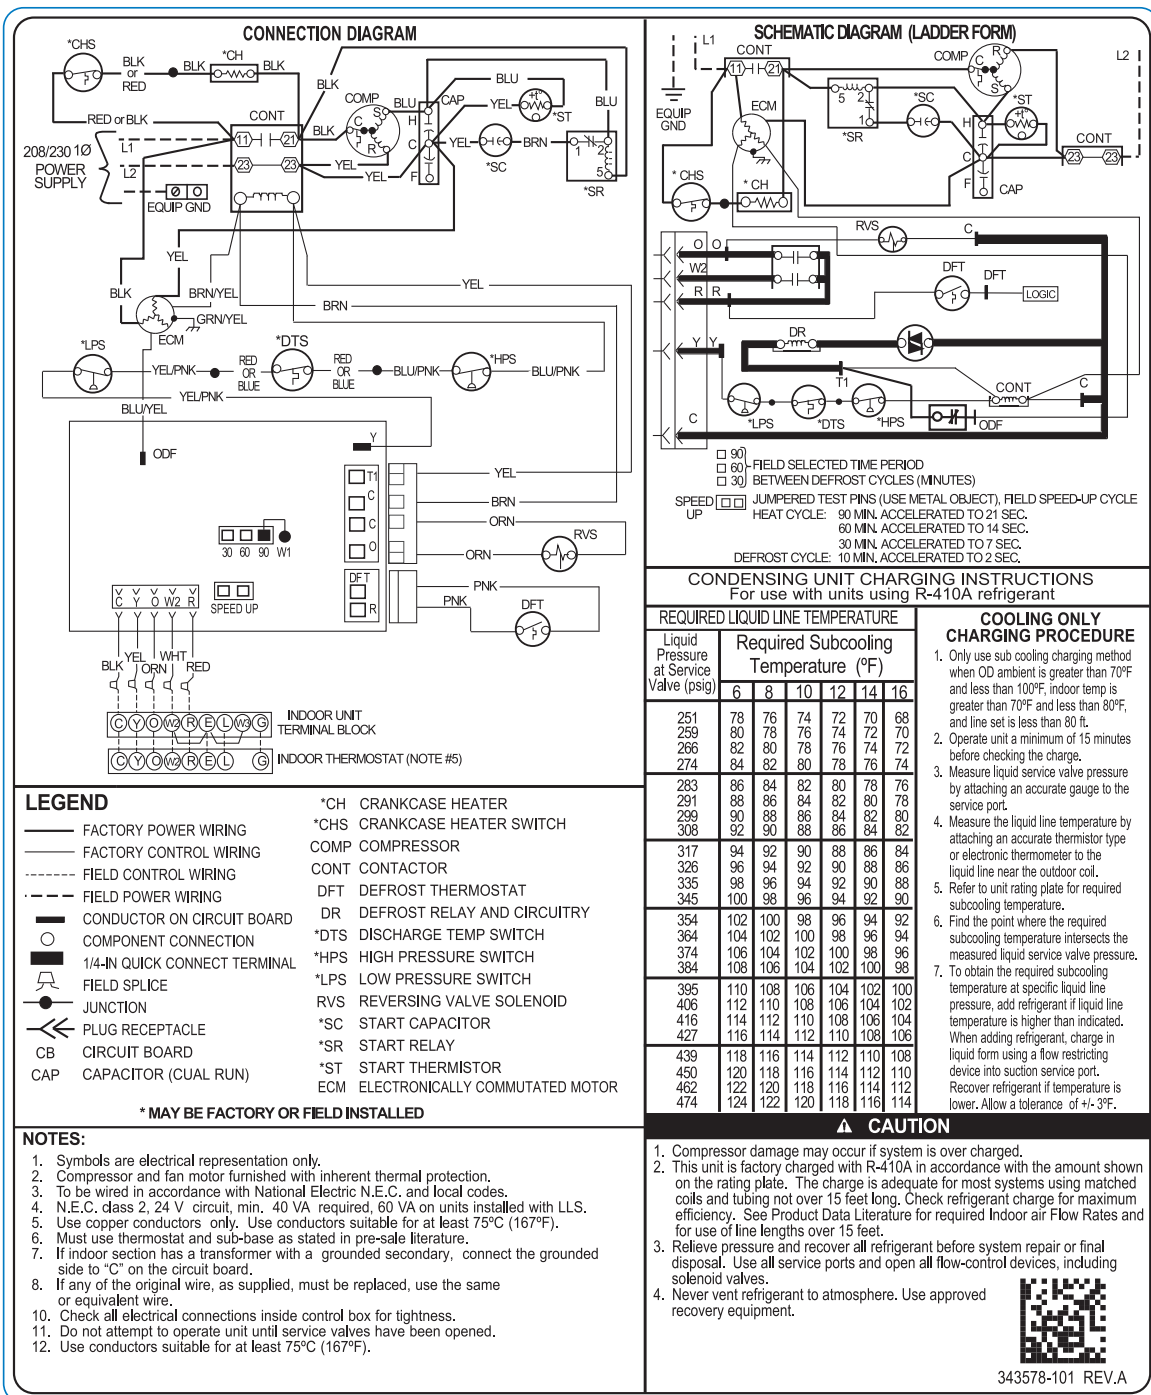 CONNECTION DIAGRAM
*CHS
BLK
or
RED
BLK
*CH
BLK
BLK
BLK
BLU
*ST
YEL
COMP
BLU
CAP
BLU
RED or BLK
CONT
11
21
BLK
C
S
R
H
C
F
YEL
*SC
BRN
1
2
5
*SR
208/230 1Ø
POWER
SUPPLY
L1
L2
23
23
YEL
YEL
EQUIP GND
YEL
BLK
BRN/YEL
GRN/YEL
ECM
YEL
BRN
*LPS
YEL/PNK
RED
OR
BLUE
*DTS
RED
OR
BLUE
BLU/PNK
*HPS
BLU/PNK
YEL/PNK
BLU/YEL
ODF
Y
T1
C
C
O
YEL
BRN
ORN
ORN
RVS
30 60 90 W1
DFT
R
PNK
PNK
DFT
C Y O W2 R
SPEED UP
BLK
YEL
ORN
WHT
RED
C Y O W2 R E L W3 G
INDOOR UNIT
TERMINAL BLOCK
C Y O W2 R E L G
INDOOR THERMOSTAT (NOTE #5)
SCHEMATIC DIAGRAM (LADDER FORM)
L1
CONT
11
21
COMP
R
C
S
L2
EQUIP
GND
ECM
5
2
1
*SR
*SC
*ST
H
C
F
CAP
CONT
23
23
* CHS
* CH
RVS
C
O O
W2
R R
DFT
DFT
LOGIC
DR
Y Y
T1
CONT
C
*LPS
*DTS
*HPS
ODF
C
90
60
30
FIELD SELECTED TIME PERIOD
BETWEEN DEFROST CYCLES (MINUTES)
SPEED
UP
JUMPERED TEST PINS (USE METAL OBJECT), FIELD SPEED-UP CYCLE
HEAT CYCLE: 90 MIN. ACCELERATED TO 21 SEC.
60 MIN. ACCELERATED TO 14 SEC.
30 MIN. ACCELERATED TO 7 SEC.
DEFROST CYCLE: 10 MIN. ACCELERATED TO 2 SEC.
CONDENSING UNIT CHARGING INSTRUCTIONS
For use with units using R-410A refrigerant
REQUIRED LIQUID LINE TEMPERATURE
Liquid
Pressure
at Service
Valve (psig)
Required Subcooling
Temperature (ºF)
6 8 10 12 14 16
251 78 76 74 72 70 68
259 80 78 76 74 72 70
266 82 80 78 76 74 72
274 84 82 80 78 76 74
283 86 84 82 80 78 76
291 88 86 84 82 80 78
299 90 88 86 84 82 80
308 92 90 88 86 84 82
317 94 92 90 88 86 84
326 96 94 92 90 88 86
335 98 96 94 92 90 88
345 100 98 96 94 92 90
354 102 100 98 96 94 92
364 104 102 100 98 96 94
374 106 104 102 100 98 96
384 108 106 104 102 100 98
395 110 108 106 104 102 100
406 112 110 108 106 104 102
416 114 112 110 108 106 104
427 116 114 112 110 108 106
439 118 116 114 112 110 108
450 120 118 116 114 112 110
462 122 120 118 116 114 112
474 124 122 120 118 116 114
COOLING ONLY
CHARGING PROCEDURE
1. Only use sub cooling charging method
when OD ambient is greater than 70ºF
and less than 100ºF, indoor temp is
greater than 70ºF and less than 80ºF,
and line set is less than 80 ft.
2. Operate unit a minimum of 15 minutes
before checking the charge.
3. Measure liquid service valve pressure
by attaching an accurate gauge to the
service port.
4. Measure the liquid line temperature by
attaching an accurate thermistor type
or electronic thermometer to the
liquid line near the outdoor coil.
5. Refer to unit rating plate for required
subcooling temperature.
6. Find the point where the required
subcooling temperature intersects the
measured liquid service valve pressure.
7. To obtain the required subcooling
temperature at specific liquid line
pressure, add refrigerant if liquid line
temperature is higher than indicated.
When adding refrigerant, charge in
liquid form using a flow restricting
device into suction service port.
Recover refrigerant if temperature is
lower. Allow a tolerance of +/- 3ºF.
LEGEND
FACTORY POWER WIRING
FACTORY CONTROL WIRING
FIELD CONTROL WIRING
FIELD POWER WIRING
CONDUCTOR ON CIRCUIT BOARD
COMPONENT CONNECTION
1/4-IN QUICK CONNECT TERMINAL
FIELD SPLICE
JUNCTION
PLUG RECEPTACLE
CB CIRCUIT BOARD
CAP CAPACITOR (CUAL RUN)
*CH CRANKCASE HEATER
*CHS CRANKCASE HEATER SWITCH
COMP COMPRESSOR
CONT CONTACTOR
DFT DEFROST THERMOSTAT
DR DEFROST RELAY AND CIRCUITRY
*DTS DISCHARGE TEMP SWITCH
*HPS HIGH PRESSURE SWITCH
*LPS LOW PRESSURE SWITCH
RVS REVERSING VALVE SOLENOID
*SC START CAPACITOR
*SR START RELAY
*ST START THERMISTOR
ECM ELECTRONICALLY COMMUTATED MOTOR
* MAY BE FACTORY OR FIELD INSTALLED
NOTES:
1. Symbols are electrical representation only.
2. Compressor and fan motor furnished with inherent thermal protection.
3. To be wired in accordance with National Electric N.E.C. and local codes.
4. N.E.C. class 2, 24 V circuit, min. 40 VA required, 60 VA on units installed with LLS.
5. Use copper conductors only. Use conductors suitable for at least 75ºC (167ºF).
6. Must use thermostat and sub-base as stated in pre-sale literature.
7. If indoor section has a transformer with a grounded secondary, connect the grounded
side to “C” on the circuit board.
8. If any of the original wire, as supplied, must be replaced, use the same
or equivalent wire.
10. Check all electrical connections inside control box for tightness.
11. Do not attempt to operate unit until service valves have been opened.
12. Use conductors suitable for at least 75ºC (167ºF).
CAUTION
1. Compressor damage may occur if system is over charged.
2. This unit is factory charged with R-410A in accordance with the amount shown
on the rating plate. The charge is adequate for most systems using matched
coils and tubing not over 15 feet long. Check refrigerant charge for maximum
efficiency. See Product Data Literature for required Indoor air Flow Rates and
for use of line lengths over 15 feet.
3. Relieve pressure and recover all refrigerant before system repair or final
disposal. Use all service ports and open all flow-control devices, including
solenoid valves.
4. Never vent refrigerant to atmosphere. Use approved
recovery equipment.
343578-101 REV.A